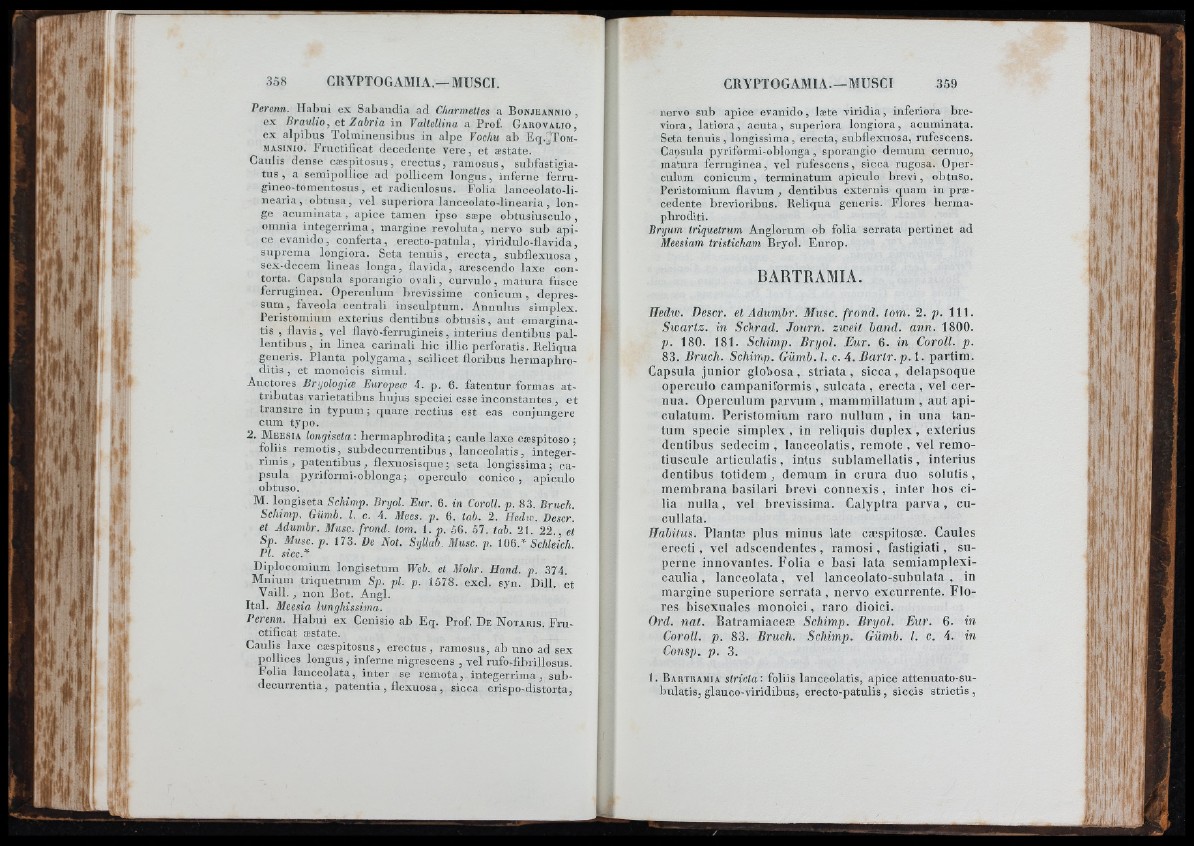 358 CRYPTOGAMIA.—MUSCI.
Perenn. Habui ex Sabaudia ad Charmettes a BONJEANNIO,
ex Braulio, et Zabria in Valtellina a Prof. GAROVALIO,
ex alpibus Tolminensibus in alpe Vochu ab Eq. TOM-
MASINIO. Fructificat decedente vere, et æstate.
Caulis dense cæspitosus, erectus, ramosus, subfastigia-
tus, a semipollice ad pollicem longus, inferne ferru-
gineo-tomentosus, et radiculosus. Folia lanceolato-li-
nearia, obtusa, vel superiora lanceolato-linearia, lon-
ge acuminata, apice tamen ipso sæpe obtusiusculo,
omnia integerrima, margine revoluta, nervo sub api-
ce evanido, conferta, erecto-patula, viridulo-flavida,
suprema longiora. Seta tenuis, erecta, subflexuosa,
sex-decem lineas longa, flavida, arescendo laxe con-
torta. Capsula sporangio ovali, curvulo, matura fusce
ferruginea. Operculum brevissime conicum, depres-
sum, faveola centrali insculptum. Annulus simplex.
Peristomium exterius dentibus obtusis, aut emargina-
tis, flavis, vel flavo-ferrugineis, interius dentibus pal-
lentibus, in linea carinali hic illic perforatis. Reliqua
generis. Planta polygama, scilicet floribus hermaphro-
ditis, et monoicis simul.
Auctores Bryologiæ Europeæ 4. p. 6. fatentur formas at-
tributas varietatibus hujus speciei esse inconstantes, et
transire in typum; quare rectius est eas conjungere
cum typo.
2. MEESIA longiseta: hermaphrodita; caule laxe cæspitoso;
foliis remotis, subdecurrentibus, lanceolatis, integer-
rimis, patentibus, flexuosisque; seta longissima; ca-
psula pyriformi-oblonga; operculo conico, apiculo
obtuso.
M. longiseta Schimp. Bryol. Eur. 6. in Coroll. p. 83. Bruch.
Schimp. Gümb. l. c. 4. Mees. p. 6. tab. 2. Hedw. Descr.
et Adumbr. Musc. frond. tom. 1. p. 56. 57. tab. 21. 22., et
Sp. Musc. p. 173. De Not. Syllab. Musc. p. 106.* Schleich.
Pl. sicc.*
Diplocomium longisetum Web. et Mohr. Hand. p. 374.
Mnium triquetrum Sp. pl. p. 1578. excl. syn. Dill. et
Vaill., non Bot. Angl.
Ital. Meesia lunghissima.
Perenn. Habui ex Cenisio ab Eq. Prof. DE NOTARIS. Fru-
ctificat æstate.
Caulis laxe cæspitosus, erectus, ramosus, ab uno ad sex
pollices longus, inferne nigrescens, vel rufo-fibrillosus.
Folia lanceolata, inter se remota, integerrima, sub-
decurrentia, patentia, flexuosa, sicca crispo-distorta,
CRYPTOGAMIA.—MUSCI 359
nervo sub apice evanido, læte viridia, inferiora bre-
viora, latiora, acuta, superiora longiora, acuminata.
Seta tenuis, longissima, erecta, subflexuosa, rufescens.
Capsula pyriformi-oblonga, sporangio demum cernuo,
matura ferruginea, vel rufescens, sicca rugosa. Oper-
culum conicum, terminatum apiculo brevi, obtuso.
Peristomium flavum, dentibus externis quam in præ-
cedente brevioribus. Reliqua generis. Flores herma-
phroditi.
Bryum triquetrum Anglorum ob folia serrata pertinet ad
Meesiam tristicham Bryol. Europ.
BARTRAMIA.
Hedw. Descr. et Adumbr. Musc. frond. tom. 2. p. 111.
Swartz. in Schrad. Journ. zweit band. ann. 1800.
p. 180. 181. Schimp. Bryol. Eur. 6. in Coroll. p.
83. Bruch. Schimp. Gümb. l. c. 4. Bartr. p. 1. partim.
Capsula junior globosa, striata, sicca, delapsoque
operculo campaniformis, sulcata, erecta, vel cer-
nua. Operculum parvum, mammillatum, aut api-
culatum. Peristomium raro nullum, in una tan-
tum specie simplex, in reliquis duplex, exterius
dentibus sedecim, lanceolatis, remote, vel remo-
tiuscule articulatis, intus sublamellatis, interius
dentibus totidem, demum in crura duo solutis,
membrana basilari brevi connexis, inter hos ci-
lia nulla, vel brevissima. Calyptra parva, cu-
cullata.
Habitus. Plantæ plus minus late cæspitosæ. Caules
erecti, vel adscendentes, ramosi, fastigiati, su-
perne innovantes. Folia e basi lata semiamplexi-
caulia, lanceolata, vel lanceolato-subulata, in
margine superiore serrata, nervo excurrente. Flo-
res bisexuales monoici, raro dioici.
Ord. nat. Batramiaceæ Schimp. Bryol. Eur. 6. in
Coroll. p. 83. Bruch. Schimp. Gümb. l. c. 4. in
Consp. p. 3.
1. BARTRAMIA stricta: foliis lanceolatis, apice attenuato-su-
bulatis, glauco-viridibus, erecto-patulis, siccis strictis,